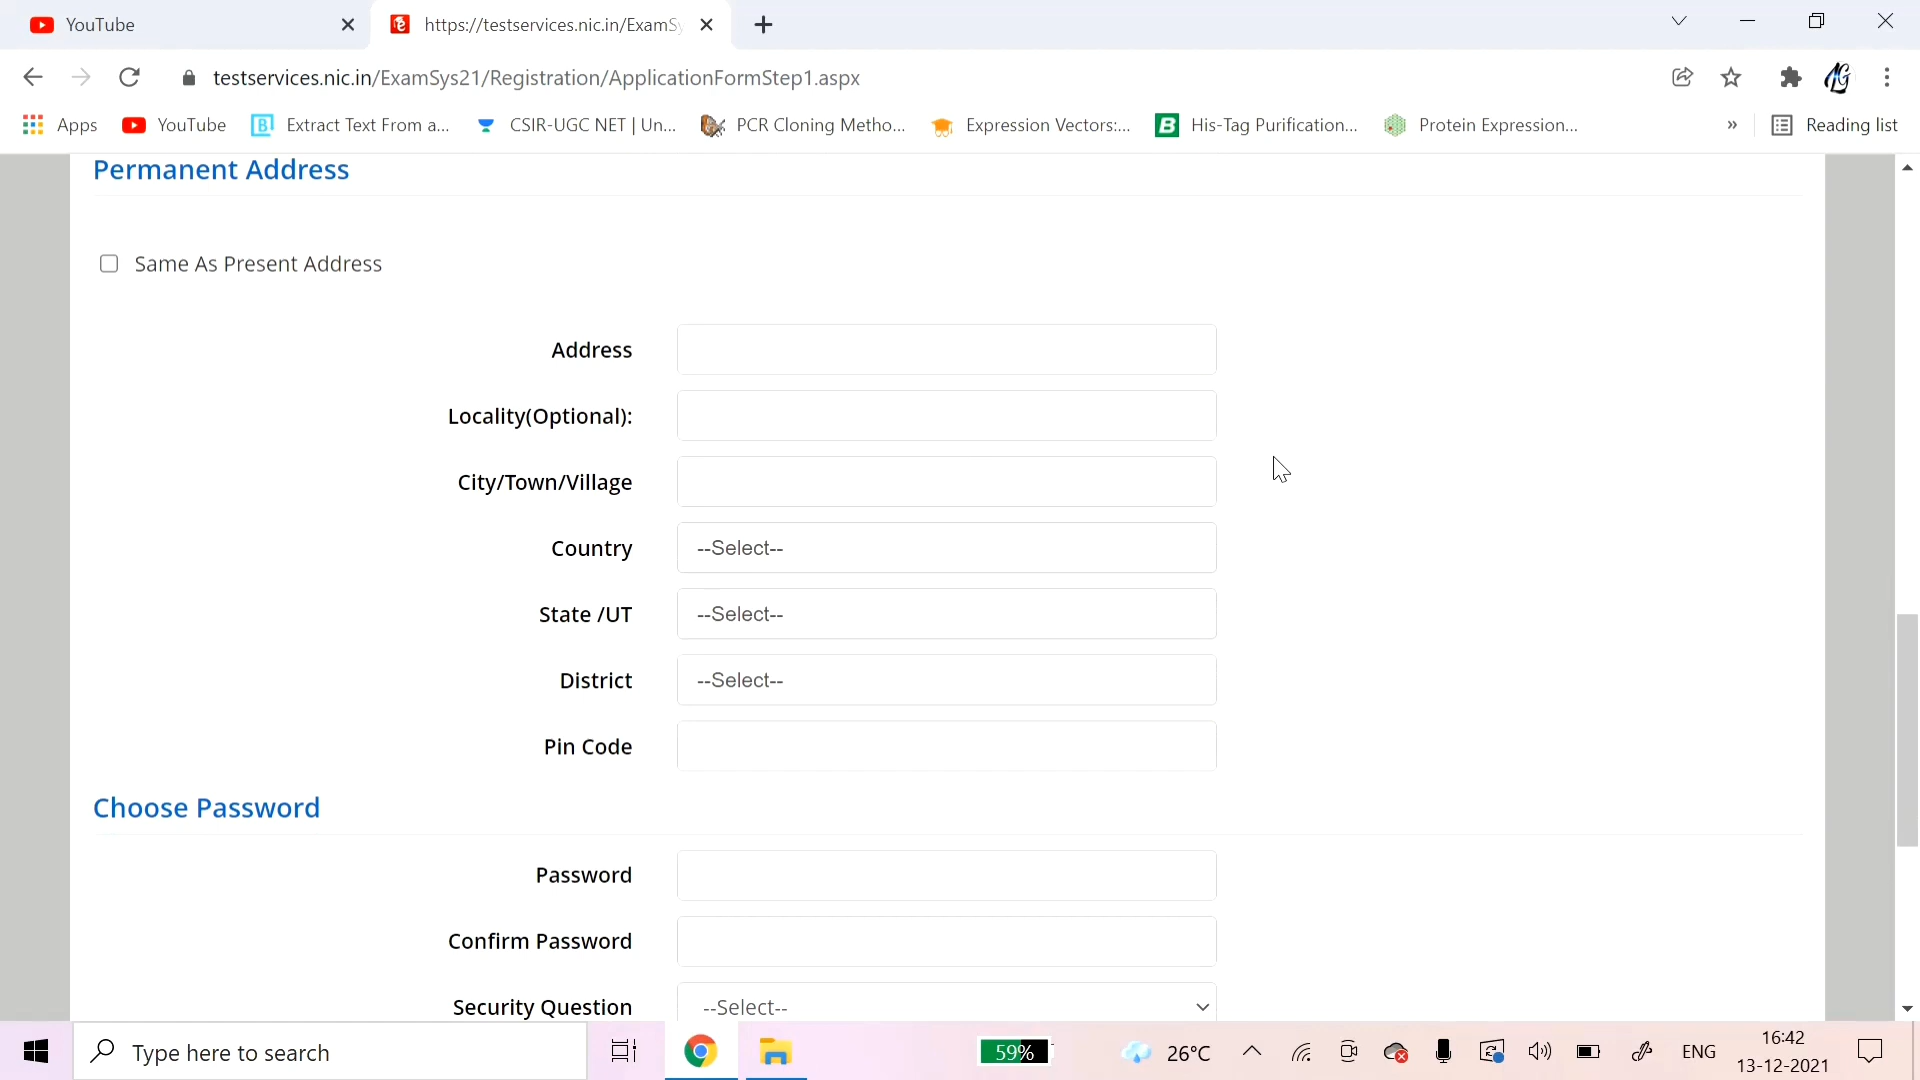 YouTube
https://testservices.nic.in/ExamSy
testservices.nic.in/ExamSys21/Registration/ApplicationFormStep1.aspx
Apps YouTube Extract Text From a... CSIR-UGC NET | Un... PCR Cloning Metho... Expression Vectors:... His-Tag Purification... Protein Expression... » Reading list
Permanent Address
Same As Present Address
Address
Locality(Optional):
City/Town/Village
Country --Select--
State /UT --Select--
District --Select--
Pin Code
Choose Password
Password
Confirm Password
Security Question --Select--
Type here to search
59%
26°C
ENG
16:42
13-12-2021